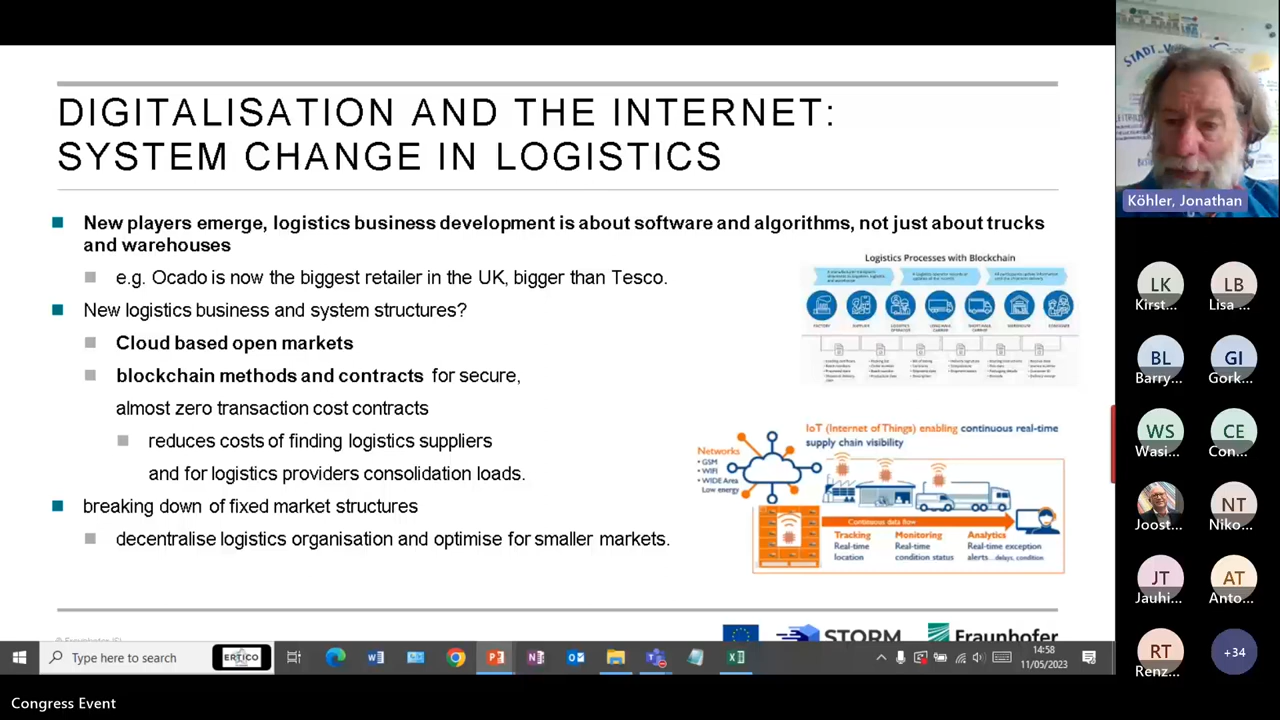 DIGITALISATION AND THE INTERNET:
SYSTEM CHANGE IN LOGISTICS
New players emerge, logistics business development is about software and algorithms, not just about trucks
and warehouses
e.g. Ocado is now the biggest retailer in the UK, bigger than Tesco.
New logistics business and system structures?
Cloud based open markets
blockchain methods and contracts for secure,
almost zero transaction cost contracts
reduces costs of finding logistics suppliers
and for logistics providers consolidation loads.
breaking down of fixed market structures
decentralise logistics organisation and optimise for smaller markets.
Logistics Processes with Blockchain
FACTORY
WAREHOUSE
IoT (Internet of Things) enabling continuous real-time
supply chain visibility
Networks
• GSM
• WIFI
• WIDE Area
Low energy
Continuous data flow
Tracking
Real-time
location
Monitoring
Real-time
condition status
Analytics
Real-time exception
alerts... delays, condition
STORM
Fraunhofer
Type here to search
ERTICO
14:58
11/05/2023
Congress Event
STADT
Köhler, Jonathan
LK
Kirst...
LB
Lisa ...
BL
Barry...
GI
Gork...
WS
Wasi...
CE
Con...
Joost...
NT
Niko...
JT
Jauhi...
AT
Anto...
RT
Renz...
+34